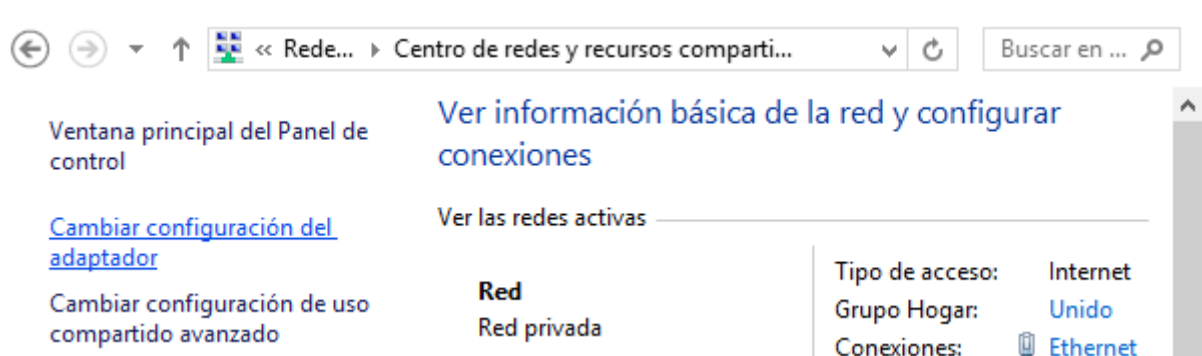 « Rede... Centro de redes y recursos comparti... Buscar en ...
Ventana principal del Panel de
control
Cambiar configuración del
adaptador
Cambiar configuración de uso
compartido avanzado
Ver información básica de la red y configurar
conexiones
Ver las redes activas
Red
Red privada
Tipo de acceso: Internet
Grupo Hogar: Unido
Conexiones: Ethernet